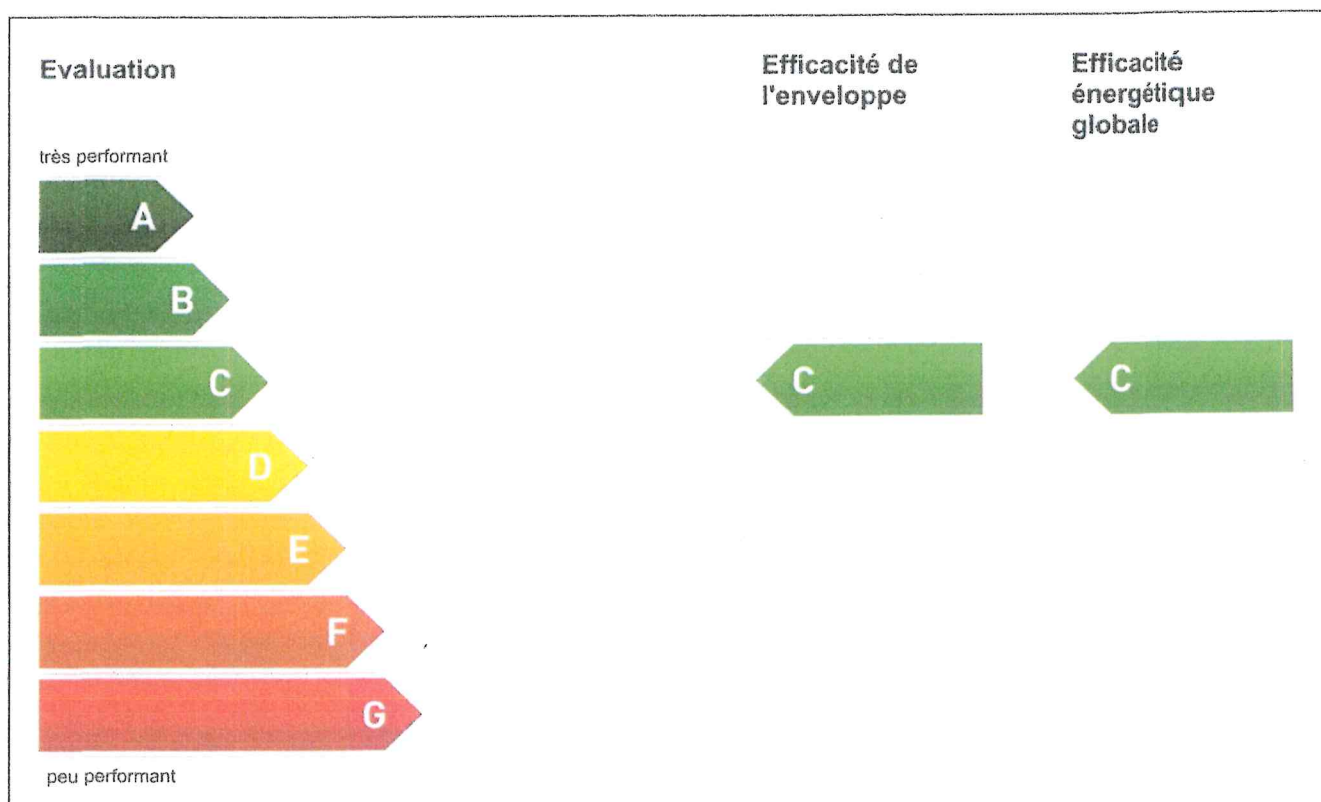 Evaluation
Efficacité de
l'enveloppe
Efficacité
énergétique
globale
très performant
A
B
C
C
C
D
E
F
G
peu performant